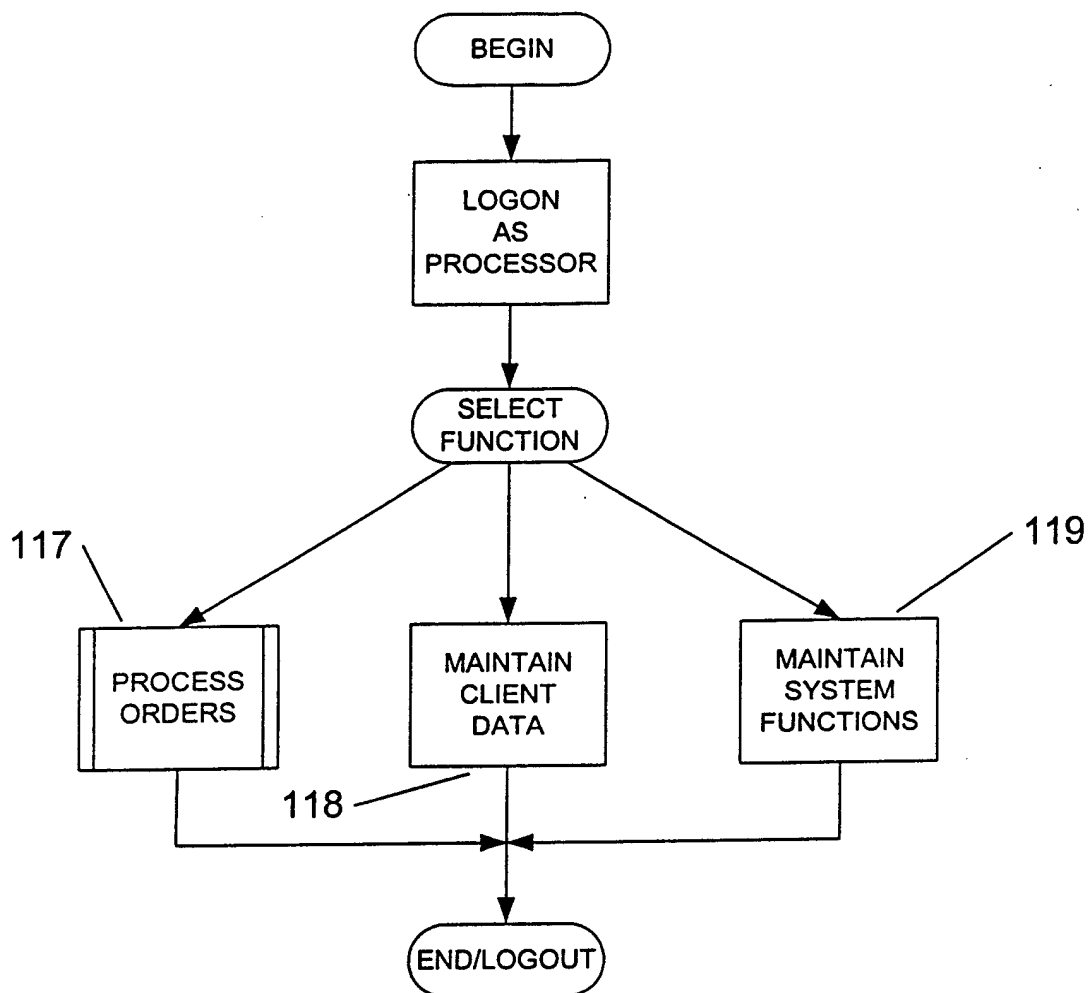 BEGIN
LOGON
AS
PROCESSOR
SELECT
FUNCTION
117
119
PROCESS
ORDERS
MAINTAIN
CLIENT
DATA
MAINTAIN
SYSTEM
FUNCTIONS
118
END/LOGOUT